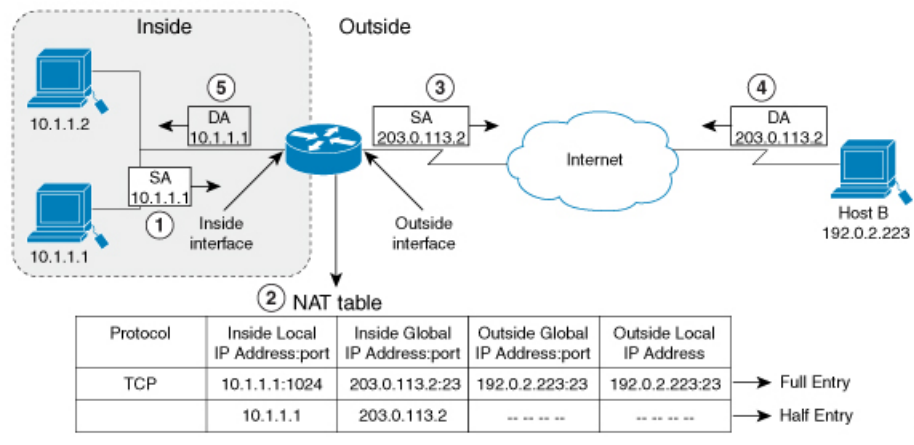 Inside
Outside
10.1.1.2
5
DA
10.1.1.1
3
SA
203.0.113.2
4
DA
203.0.113.2
Internet
SA
10.1.1.1
1
10.1.1.1
Inside
interface
Outside
interface
Host B
192.0.2.223
2 NAT table
Protocol
Inside Local
IP Address:port
Inside Global
IP Address:port
Outside Global
IP Address:port
Outside Local
IP Address
TCP 10.1.1.1:1024 203.0.113.2:23 192.0.2.223:23 192.0.2.223:23 Full Entry
10.1.1.1 203.0.113.2 -- -- -- -- -- -- -- -- Half Entry